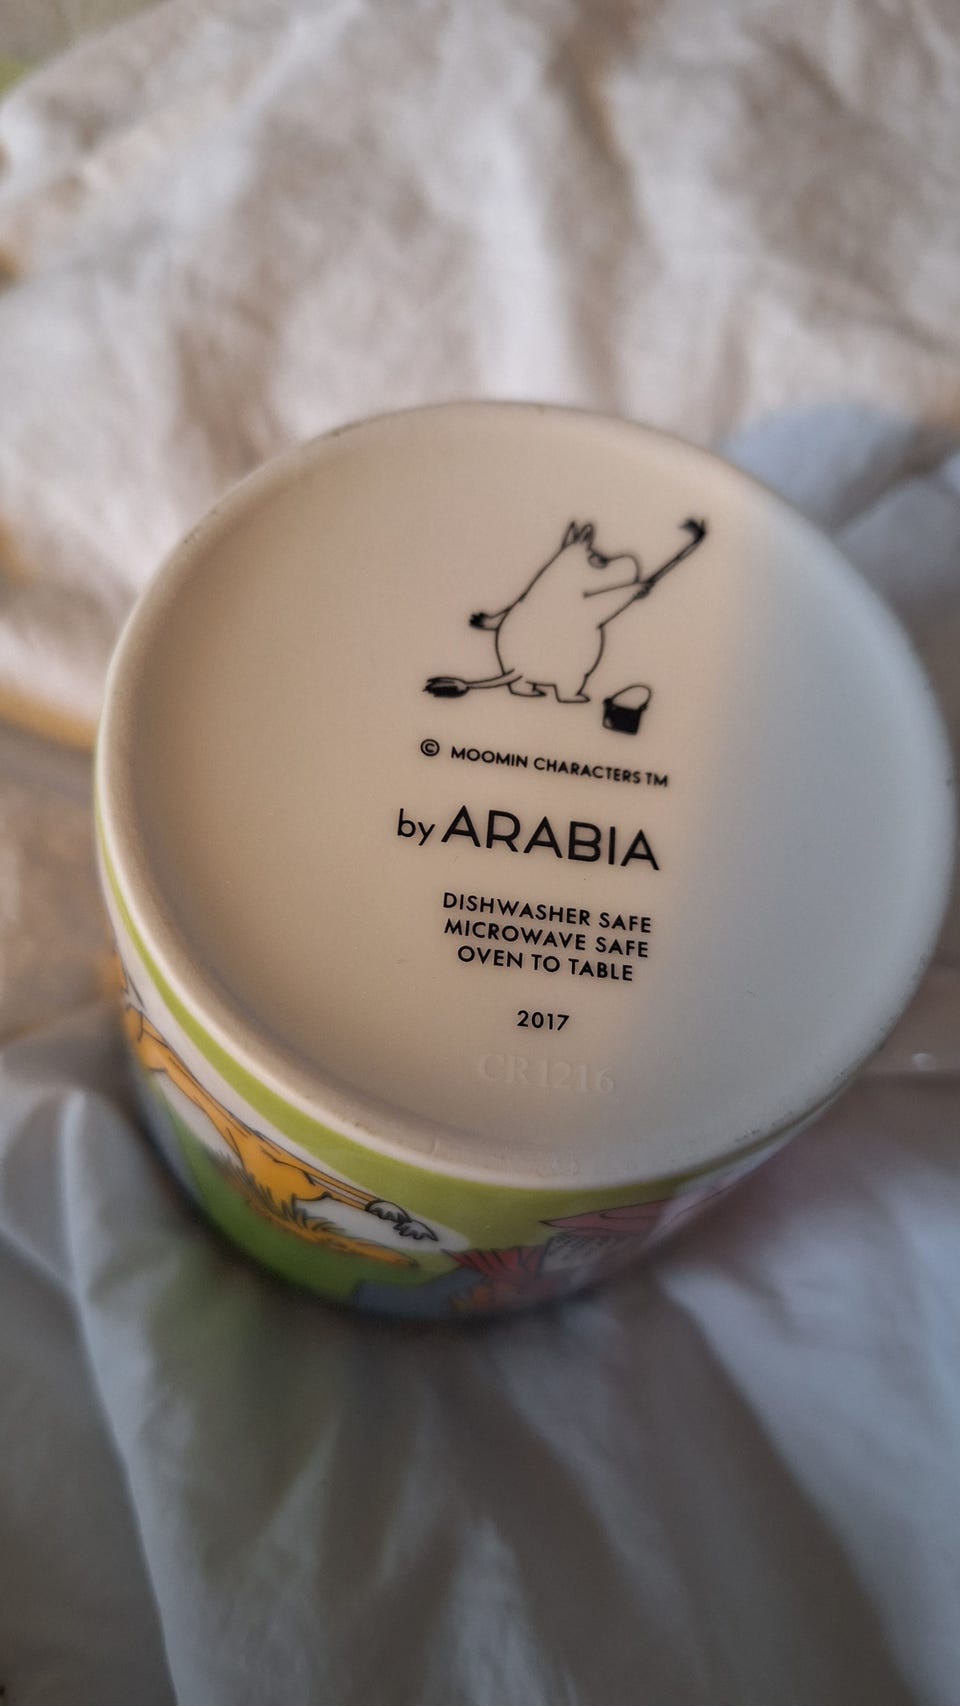 © MOOMIN CHARACTERS TM
by ARABIA
DISHWASHER SAFE
MICROWAVE SAFE
OVEN TO TABLE
2017
CR1216